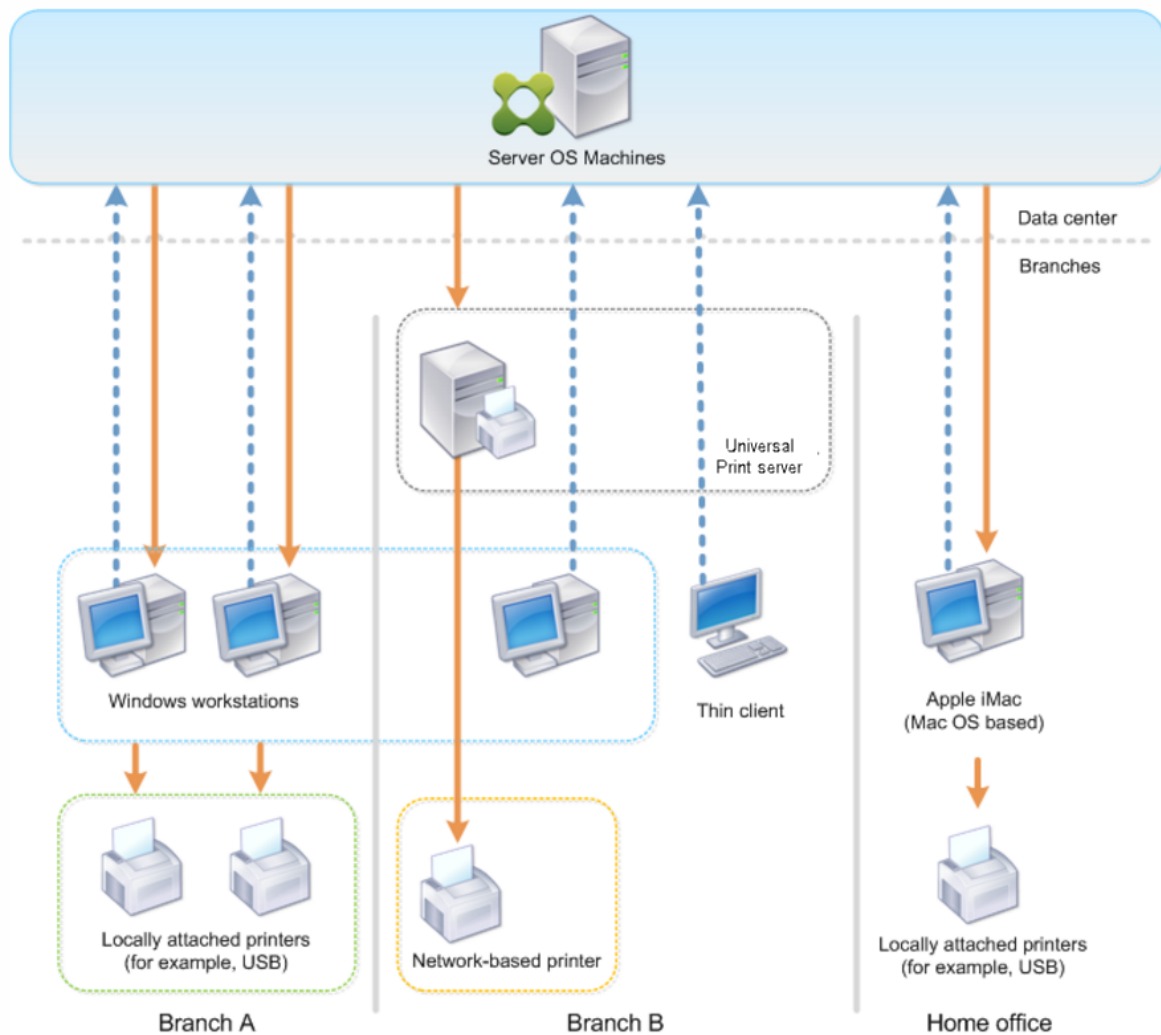 Server OS Machines
Data center
Branches
Universal
Print server
Windows workstations
Thin client
Apple iMac
(Mac OS based)
Locally attached printers
(for example, USB)
Network-based printer
Locally attached printers
(for example, USB)
Branch A
Branch B
Home office